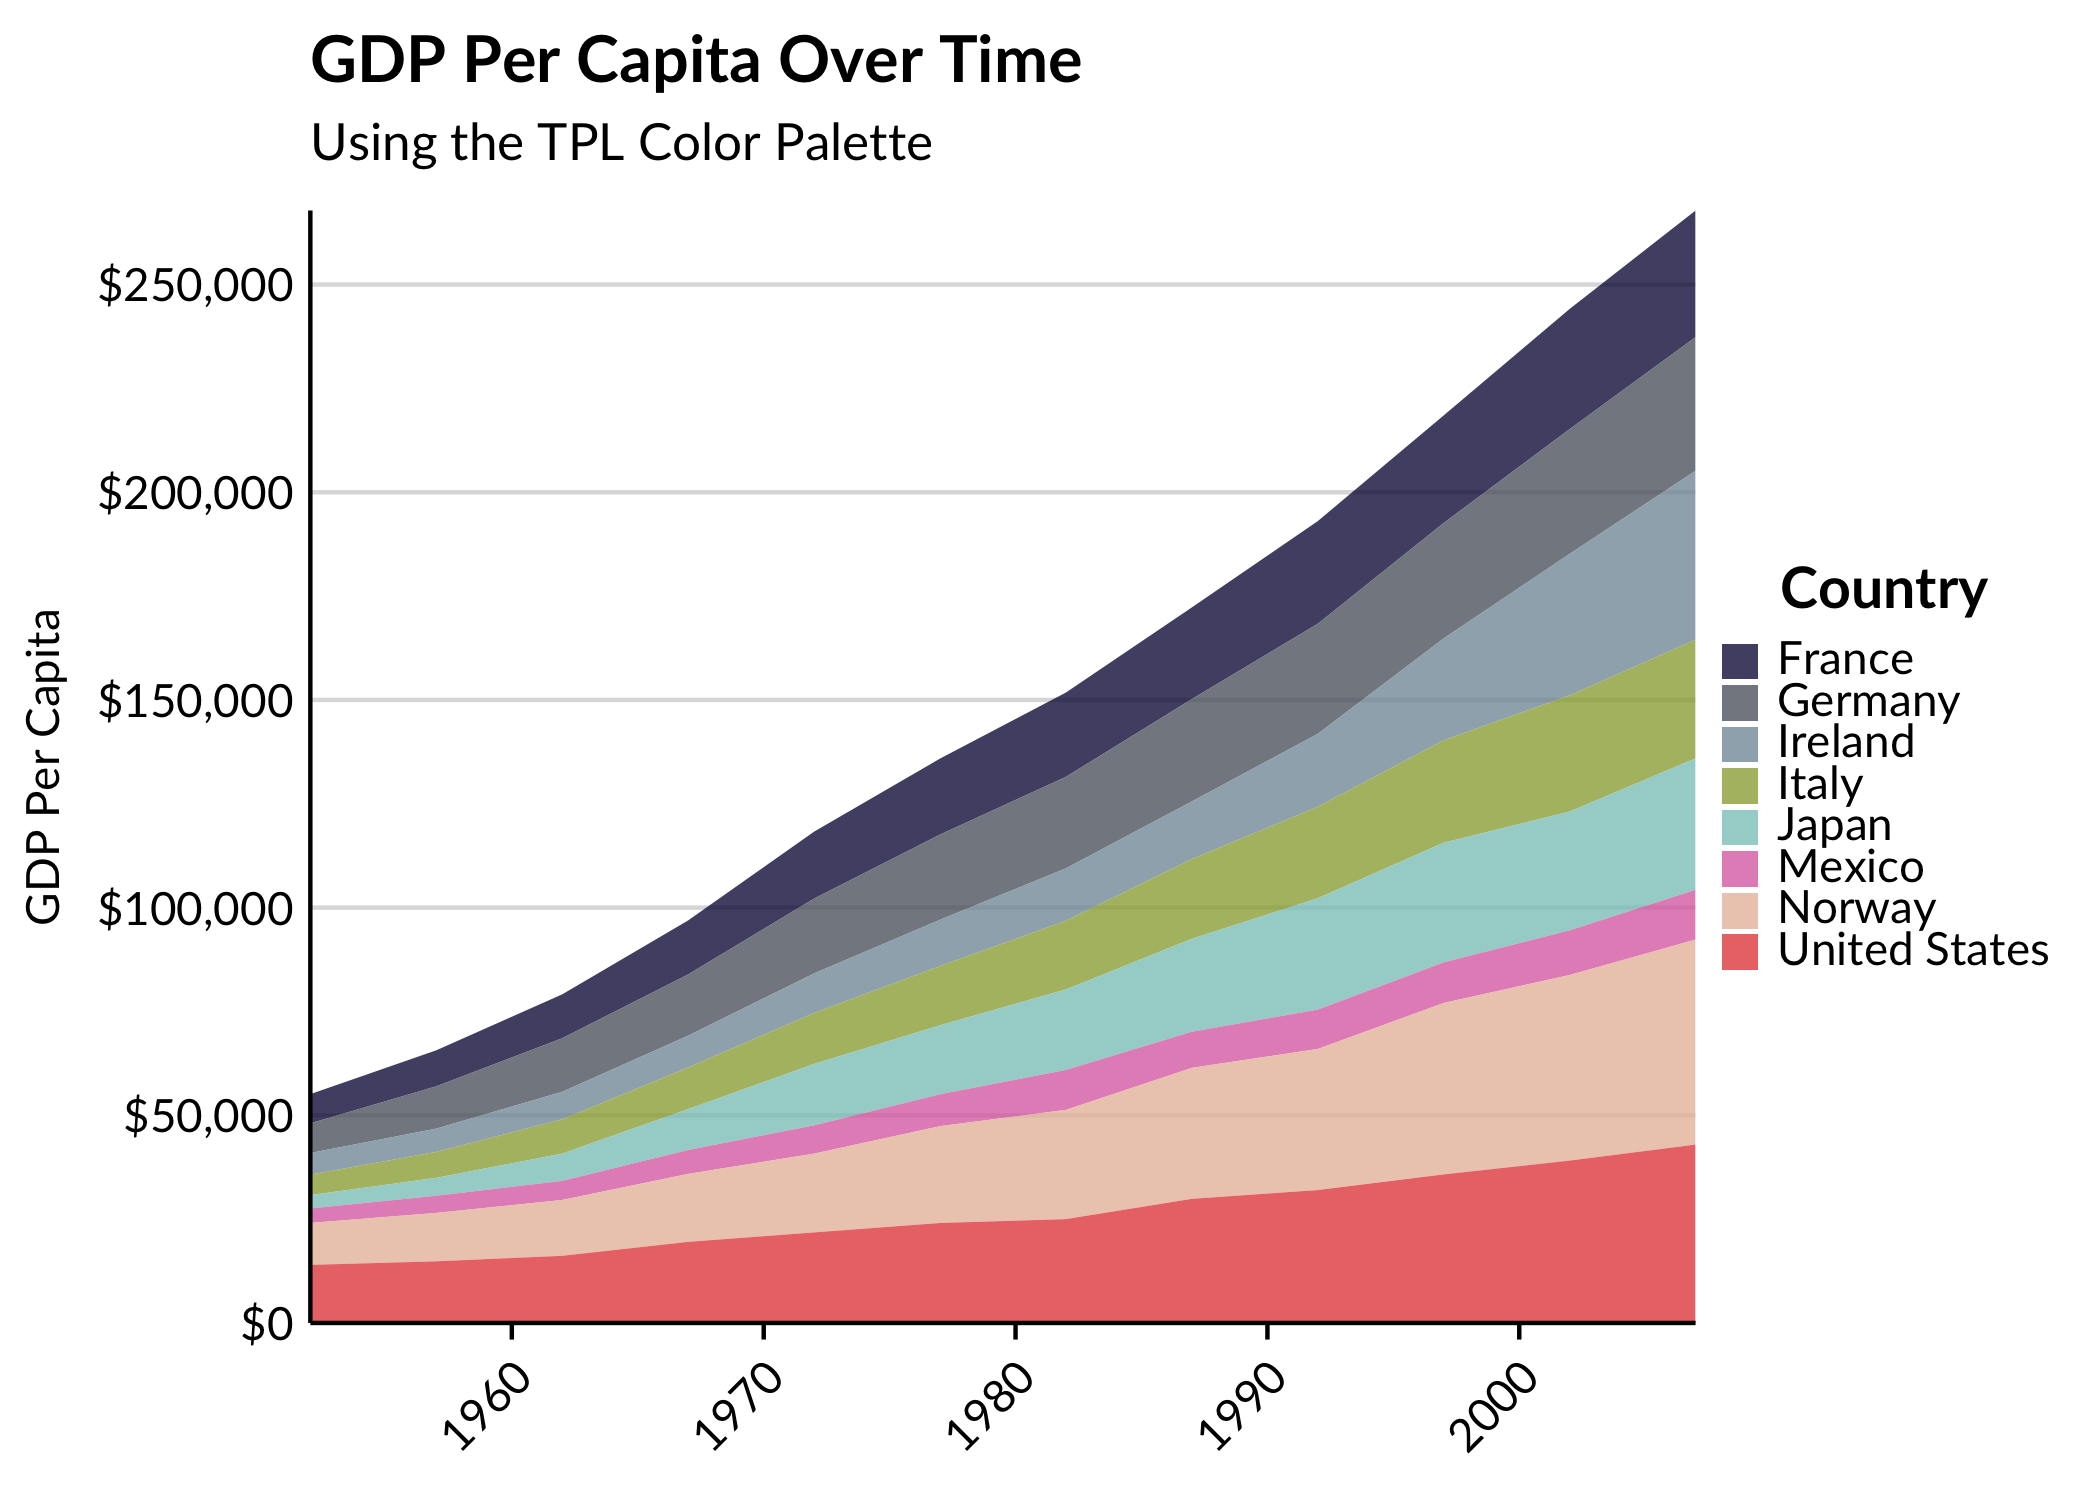 GDP Per Capita Over Time
Using the TPL Color Palette
GDP Per Capita
$250,000
$200,000
$150,000
$100,000
$50,000
$0
1960
1970
1980
1990
2000
Country
France
Germany
Ireland
Italy
Japan
Mexico
Norway
United States